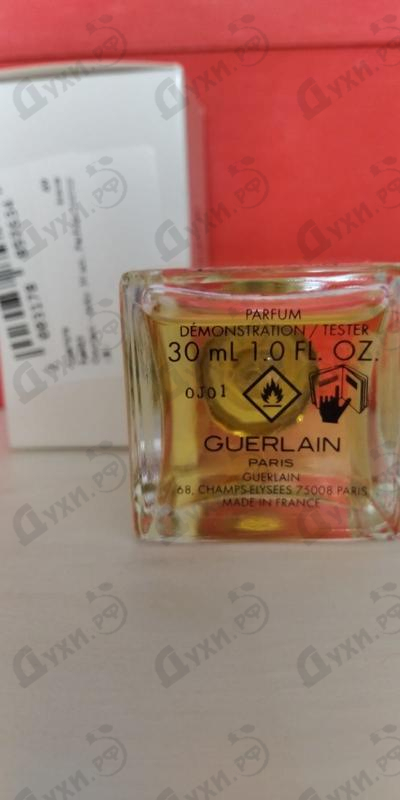 PARFUM
DÉMONSTRATION / TESTER
30 mL 1.0 FL. OZ.
0J01
GUERLAIN
PARIS
GUERLAIN
68, CHAMPS-ELYSEES 75008 PARIS
MADE IN FRANCE
Духи.рф